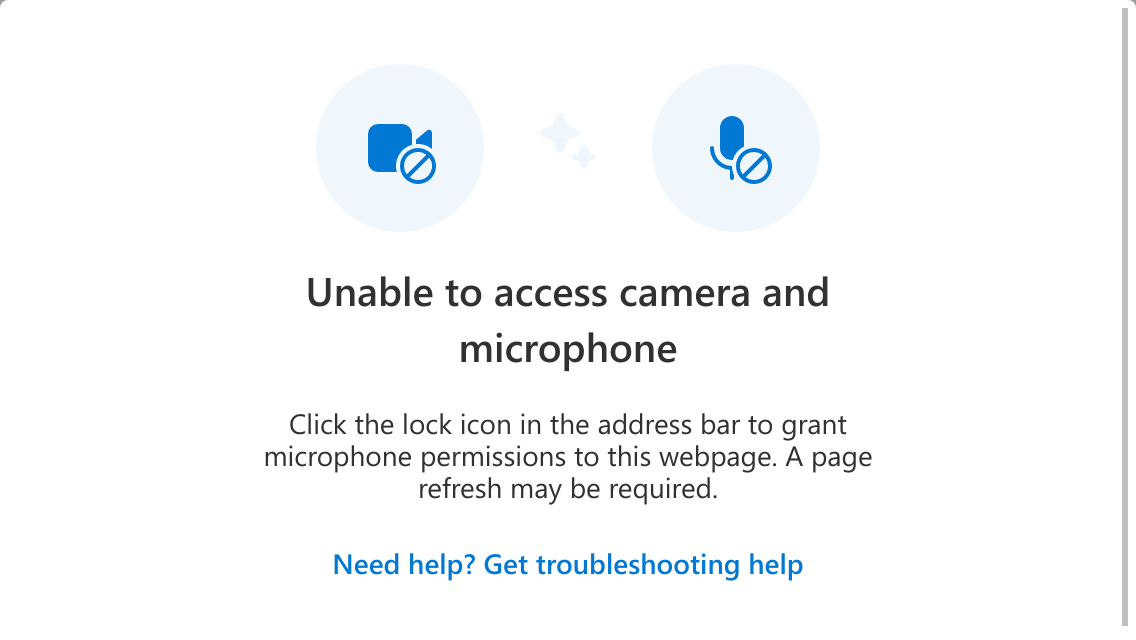 Unable to access camera and
microphone
Click the lock icon in the address bar to grant
microphone permissions to this webpage. A page
refresh may be required.
Need help? Get troubleshooting help